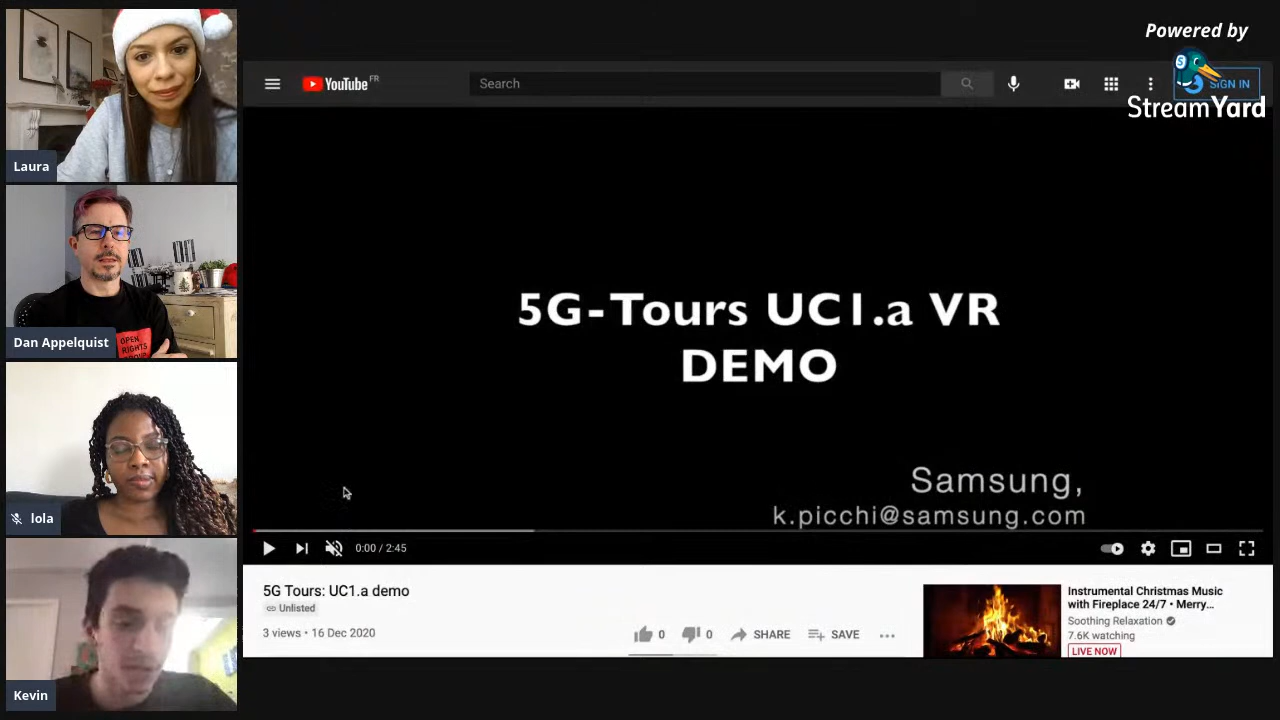 Laura
Dan Appelquist
OPEN
RIGHTS
lola
Kevin
Powered by
StreamYard
YouTube FR
Search
SIGN IN
5G-Tours UC1.a VR
DEMO
Samsung,
k.picchi@samsung.com
0:00 / 2:45
5G Tours: UC1.a demo
Unlisted
3 views • 16 Dec 2020
0
0
SHARE
SAVE
Instrumental Christmas Music
with Fireplace 24/7 • Merry...
Soothing Relaxation
7.6K watching
LIVE NOW